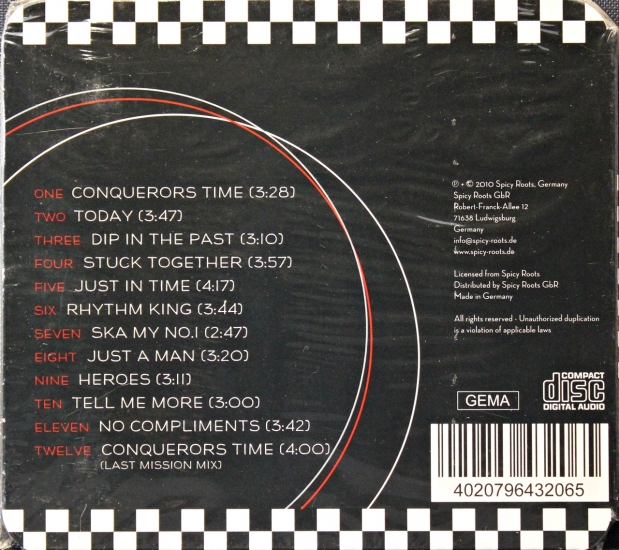 ONE CONQUERORS TIME (3:28)
TWO TODAY (3:47)
THREE DIP IN THE PAST (3:10)
FOUR STUCK TOGETHER (3:57)
FIVE JUST IN TIME (4:17)
SIX RHYTHM KING (3:44)
SEVEN SKA MY NO.1 (2:47)
EIGHT JUST A MAN (3:20)
NINE HEROES (3:11)
TEN TELL ME MORE (3:00)
ELEVEN NO COMPLIMENTS (3:42)
TWELVE CONQUERORS TIME (4:00)
(LAST MISSION MIX)
℗ + © 2010 Spicy Roots, Germany
Spicy Roots GbR
Robert-Franck-Allee 12
71638 Ludwigsburg
Germany
info@spicy-roots.de
www.spicy-roots.de
Licensed from Spicy Roots
Distributed by Spicy Roots GbR
Made in Germany
All rights reserved - Unauthorized duplication
is a violation of applicable laws
GEMA
COMPACT
disc
DIGITAL AUDIO
4020796432065